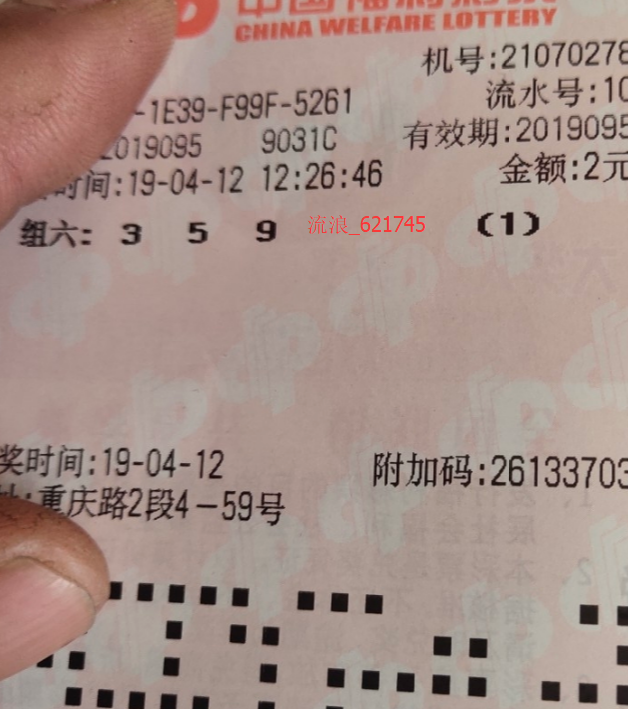 CHINA WELFARE LOTTERY
机号:21070278
-1E39-F99F-5261
流水号:10
2019095 9031C
有效期:2019095
时间:19-04-12 12:26:46
金额:2元
组六: 3 5 9 (1)
流浪_621745
奖时间:19-04-12
附加码:26133703
址:重庆路2段4-59号